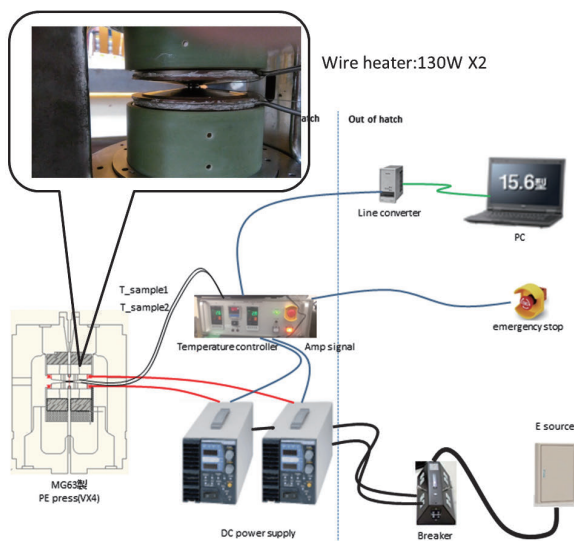 Wire heater:130W X2
atch
Out of hatch
15.6型
Line converter
PC
T_sample1
T_sample2
emergency stop
Temperature controller
Amp signal
E source
MG63製
PE press(VX4)
DC power supply
Breaker